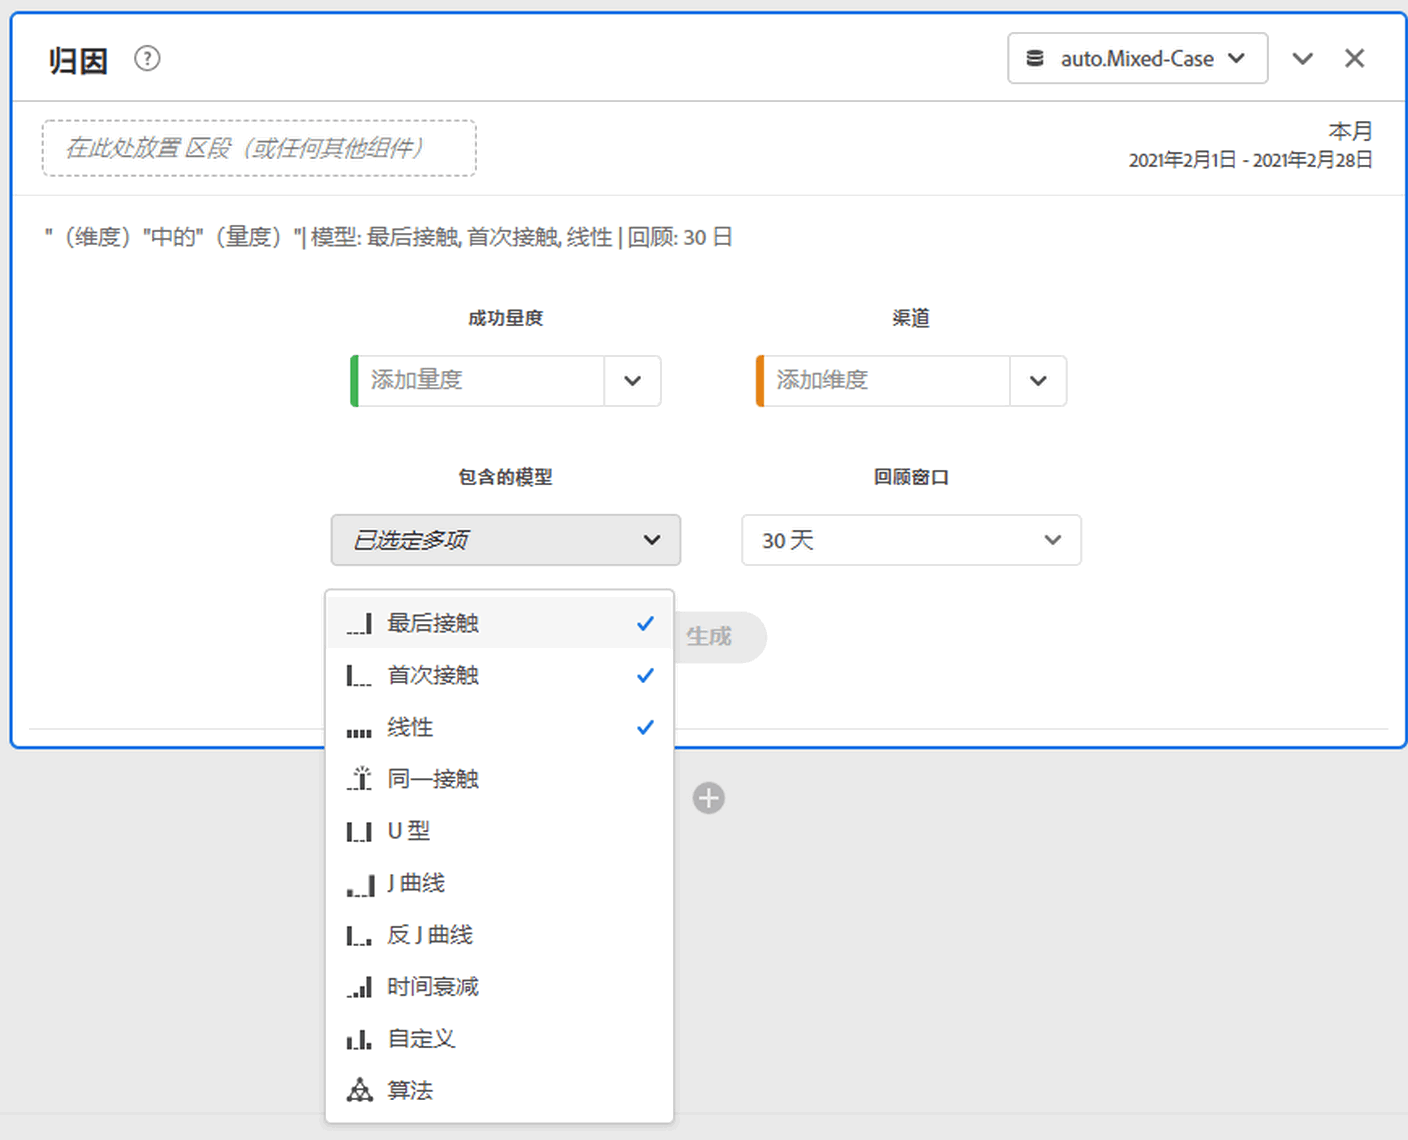 归因
?
auto.Mixed-Case
在此处放置 区段（或任何其他组件）
本月
2021年2月1日 - 2021年2月28日
"（维度）"中的"（量度）"| 模型: 最后接触, 首次接触, 线性 | 回顾: 30 日
成功量度
渠道
添加量度
添加维度
包含的模型
回顾窗口
已选定多项
30 天
最后接触
生成
首次接触
线性
同一接触
U 型
J 曲线
反 J 曲线
时间衰减
自定义
算法